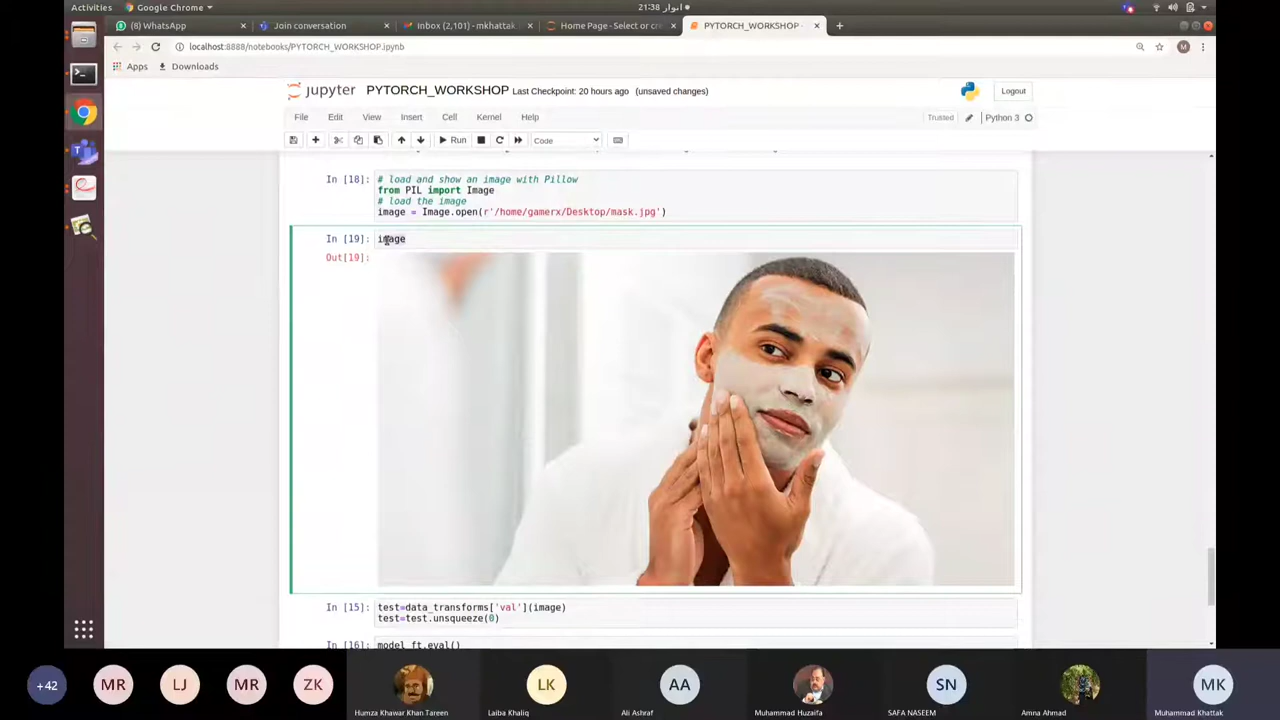 Activities
Google Chrome
21:38 انوار
(5) WhatsApp
Join conversation
Inbox (2,101) - mkhattak
Home Page - Select or cre
PYTORCH_WORKSHOP -
localhost:8888/notebooks/PYTORCH_WORKSHOP.ipynb
M
Apps
Downloads
jupyter
PYTORCH_WORKSHOP
Last Checkpoint: 20 hours ago
(unsaved changes)
Logout
File
Edit
View
Insert
Cell
Kernel
Help
Trusted
Python 3
Run
Code
In [18]:
# load and show an image with Pillow
from PIL import Image
# load the image
image = Image.open(r'/home/gamerx/Desktop/mask.jpg')
In [19]:
image
Out[19]:
In [15]:
test=data_transforms['val'](image)
test=test.unsqueeze(0)
In [16]:
model_ft.eval()
+42
MR
LJ
MR
ZK
Humza Khawar Khan Tareen
LK
Laiba Khaliq
AA
Ali Ashraf
Muhammad Huzaifa
SN
SAFA NASEEM
Amna Ahmad
MK
Muhammad Khattak